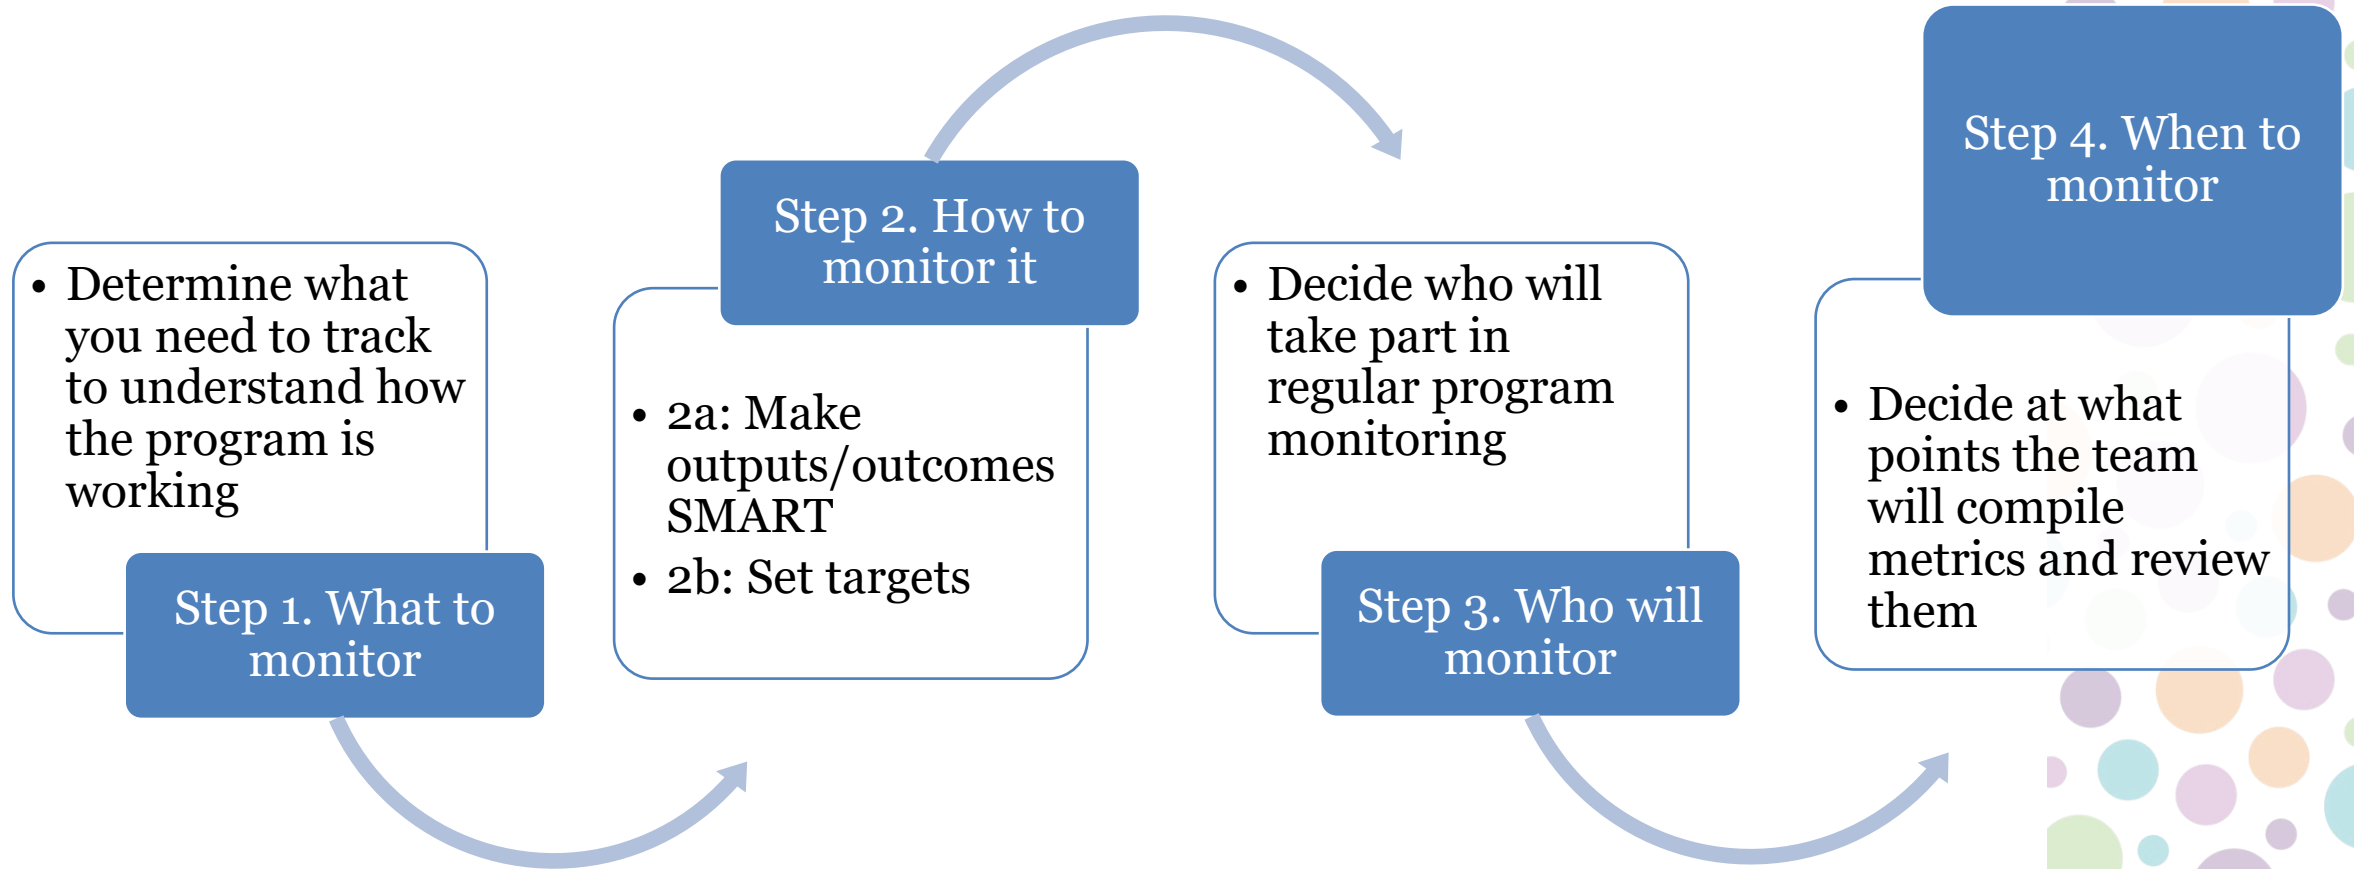 • Determine what
you need to track
to understand how
the program is
working
Step 1. What to
monitor
Step 2. How to
monitor it
• 2a: Make
outputs/outcomes
SMART
• 2b: Set targets
• Decide who will
take part in
regular program
monitoring
Step 3. Who will
monitor
Step 4. When to
monitor
• Decide at what
points the team
will compile
metrics and review
them